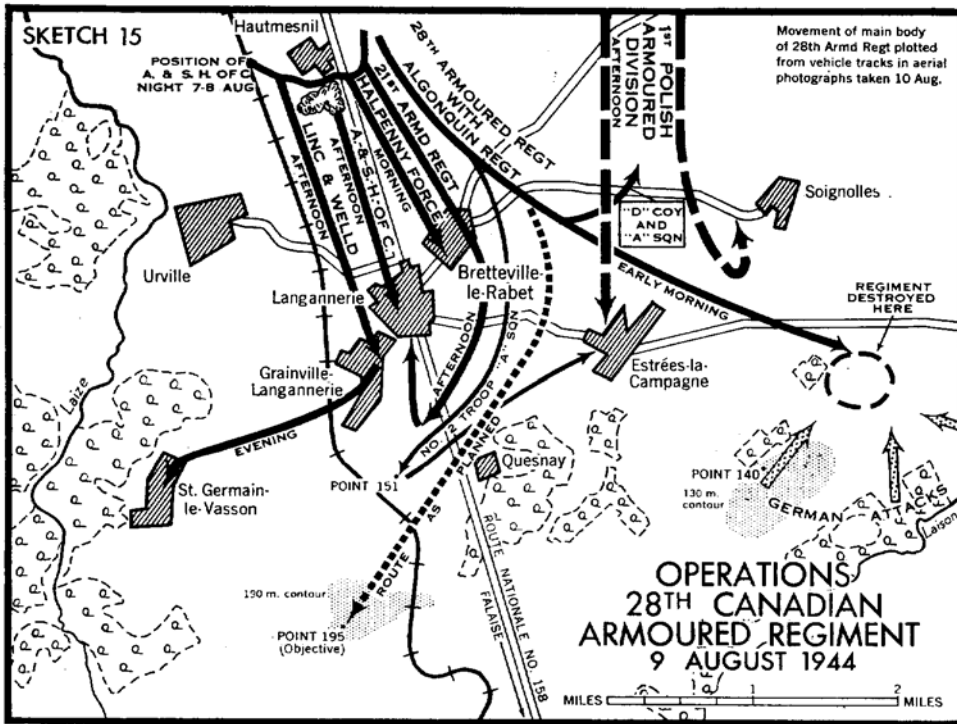 SKETCH 15
Hautmesnil
POSITION OF
A. & S. H. OF C.
NIGHT 7-8 AUG
28TH ARMOURED REGT
WITH
ALGONQUIN REGT
21ST ARMD REGT
HALPENNY FORCE
MORNING
A. & S. H. OF C.
AFTERNOON
LINC & WELLD
AFTERNOON
1ST POLISH
ARMOURED
DIVISION
AFTERNOON
Movement of main body
of 28th Armd Regt plotted
from vehicle tracks in aerial
photographs taken 10 Aug.
Soignolles
"D" COY
AND
"A" SQN
Urville
Bretteville-
le-Rabet
Langannerie
EARLY MORNING
REGIMENT
DESTROYED
HERE
Laize
Grainville-
Langannerie
AFTERNOON
NO. 2 TROOP "A" SQN
Estrées-la-
Campagne
EVENING
St. Germain-
le-Vasson
POINT 151
Quesnay
POINT 140
130 m.
contour
GERMAN ATTACKS
Laison
ROUTE AS PLANNED
ROUTE NATIONALE NO. 158
FALAISE
190 m. contour
POINT 195
(Objective)
OPERATIONS
28TH CANADIAN
ARMOURED REGIMENT
9 AUGUST 1944
MILES 1 2 MILES